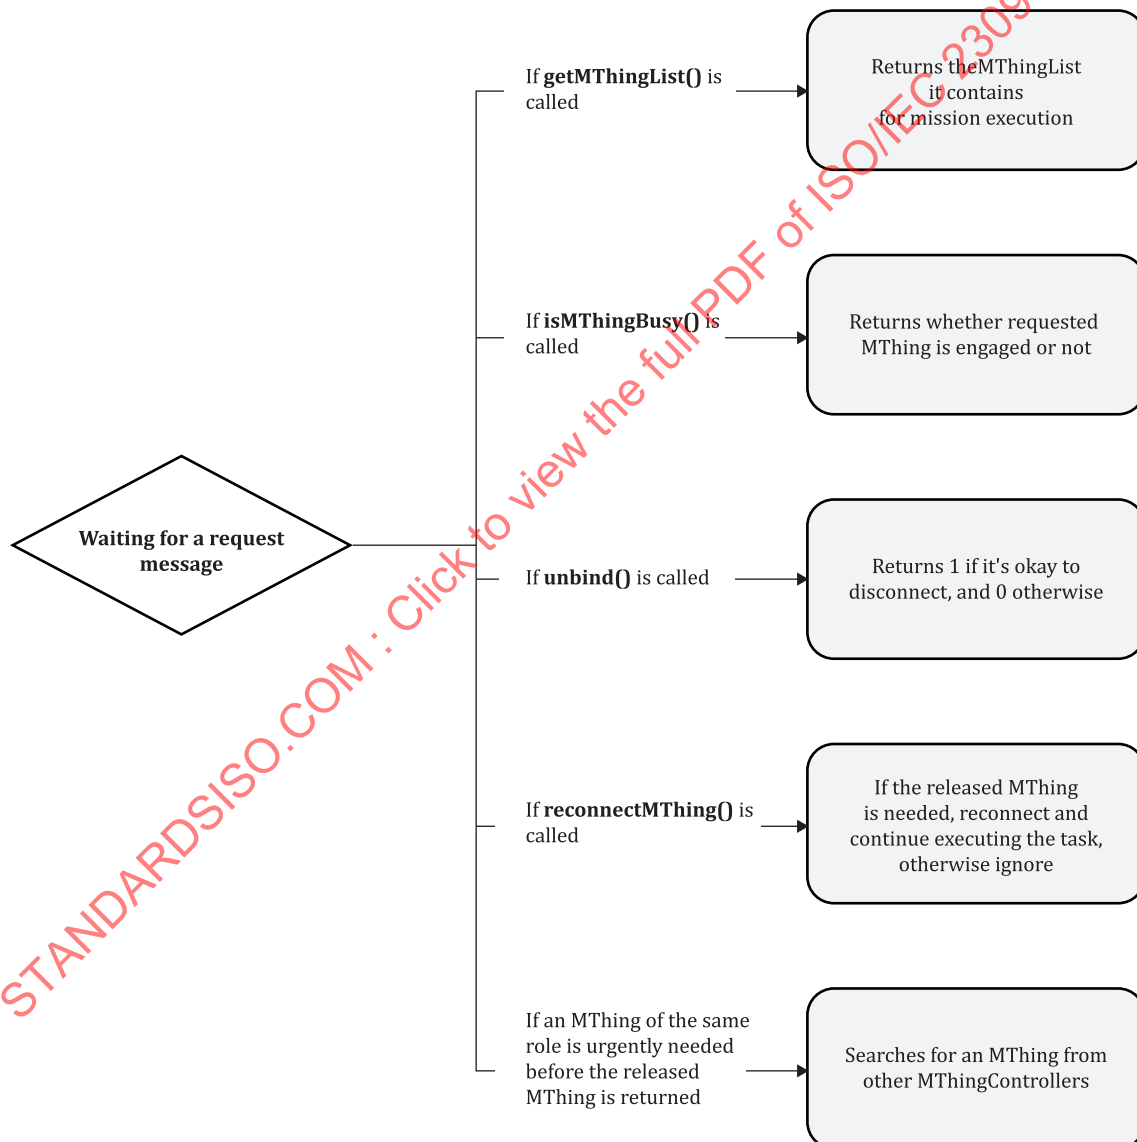 If getMThingList() is
called
Returns theMThingList
it contains
for mission execution
If isMThingBusy() is
called
Returns whether requested
MThing is engaged or not
Waiting for a request
message
If unbind() is called
Returns 1 if it's okay to
disconnect, and 0 otherwise
If reconnectMThing() is
called
If the released MThing
is needed, reconnect and
continue executing the task,
otherwise ignore
If an MThing of the same
role is urgently needed
before the released
MThing is returned
Searches for an MThing from
other MThingControllers
STANDARDSISO.COM : Click to view the full PDF of ISO/IEC 2309